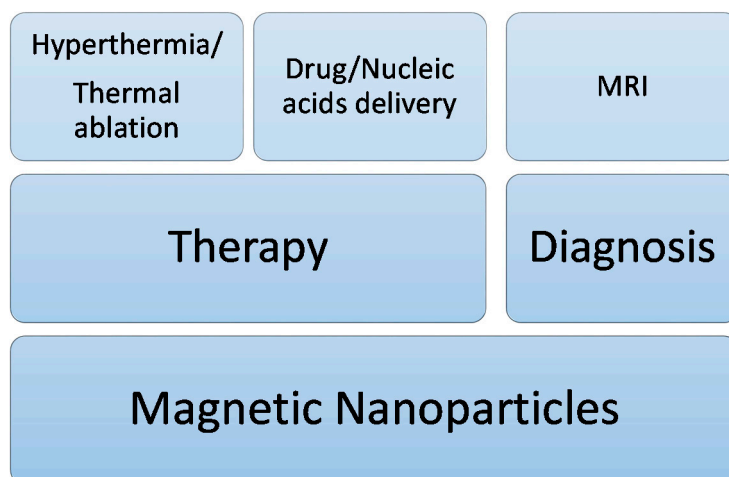 Hyperthermia/
Thermal
ablation
Drug/Nucleic
acids delivery
MRI
Therapy
Diagnosis
Magnetic Nanoparticles